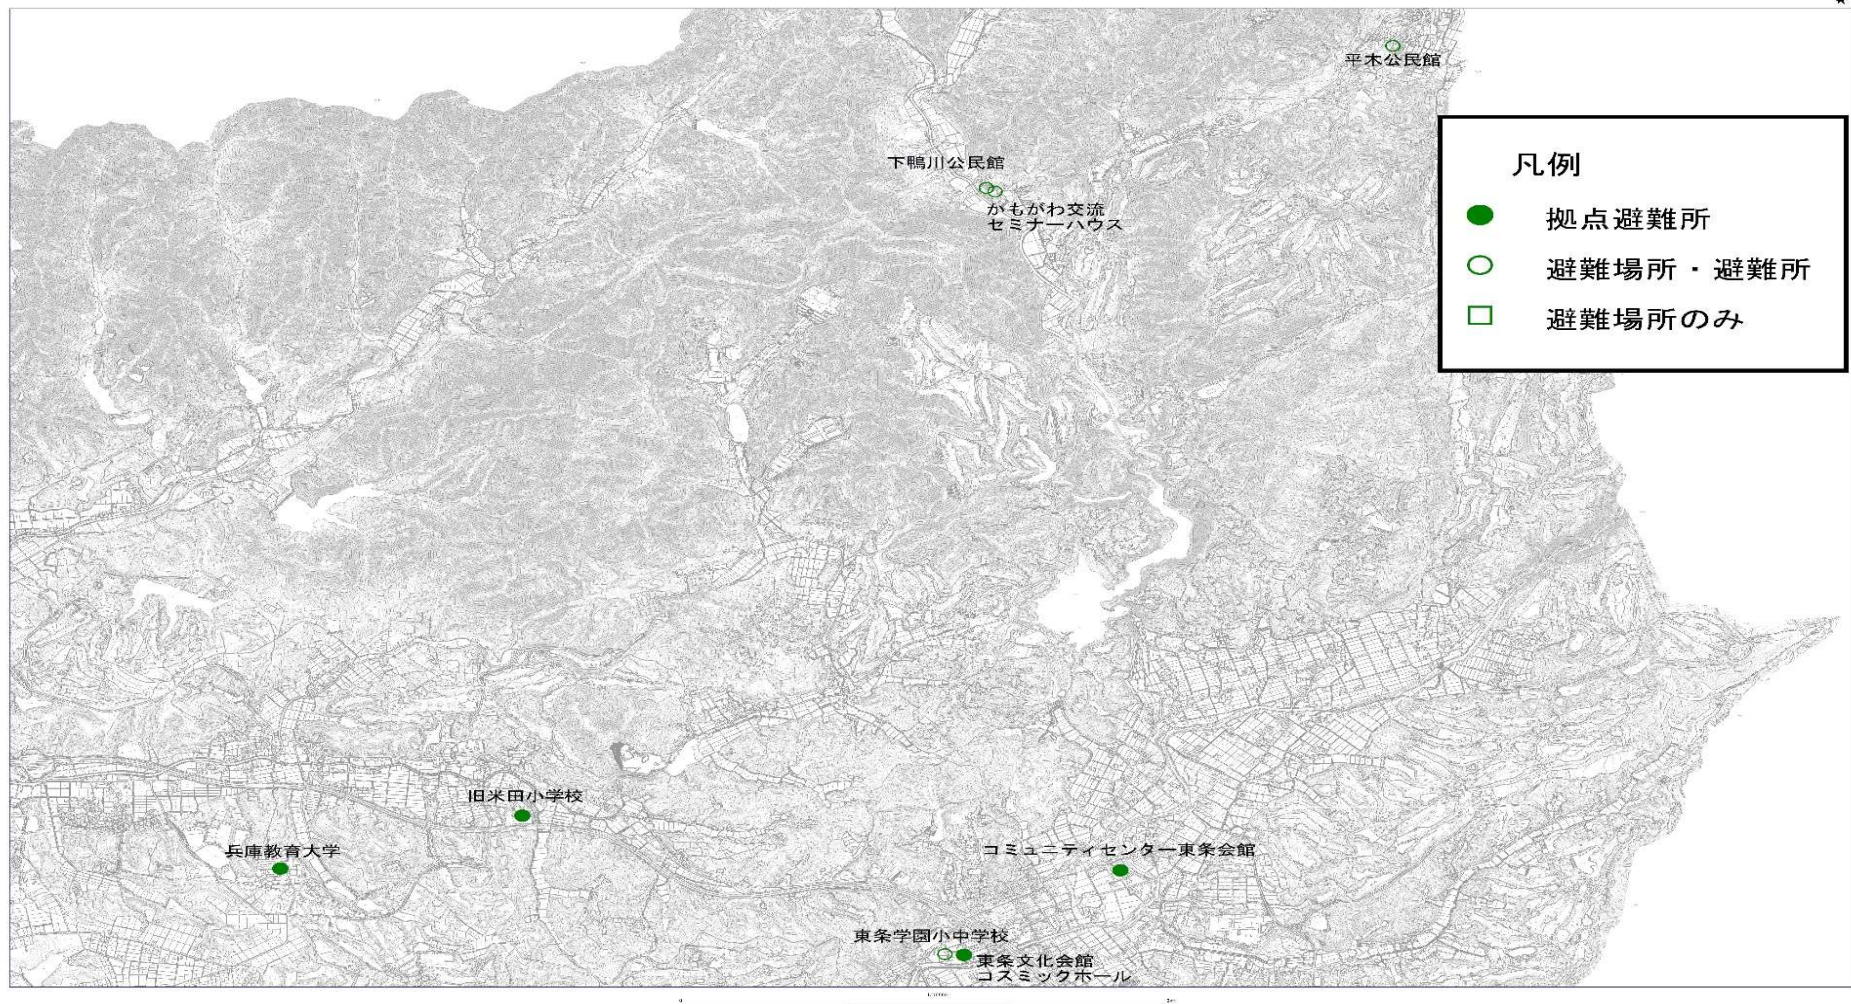 平木公民館
下鴨川公民館
かもがわ交流
セミナーハウス
凡例
拠点避難所
避難場所・避難所
避難場所のみ
旧米田小学校
兵庫教育大学
コミュニティセンター東条会館
東条学園小中学校
東条文化会館
コスミックホール